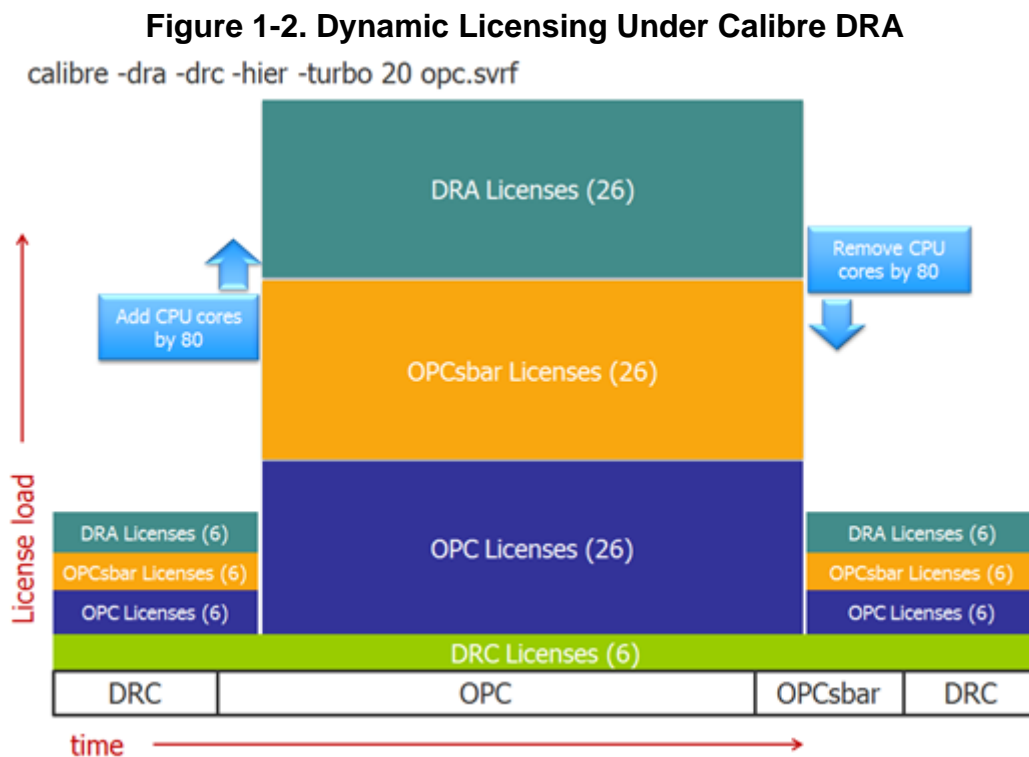 Figure 1-2. Dynamic Licensing Under Calibre DRA
calibre -dra -drc -hier -turbo 20 opc.svrf
DRA Licenses (26)
Remove CPU
cores by 80
Add CPU cores
by 80
OPCsbar Licenses (26)
License load
OPC Licenses (26)
DRA Licenses (6)
OPCsbar Licenses (6)
OPC Licenses (6)
DRA Licenses (6)
OPCsbar Licenses (6)
OPC Licenses (6)
DRC Licenses (6)
DRC
OPC
OPCsbar
DRC
time